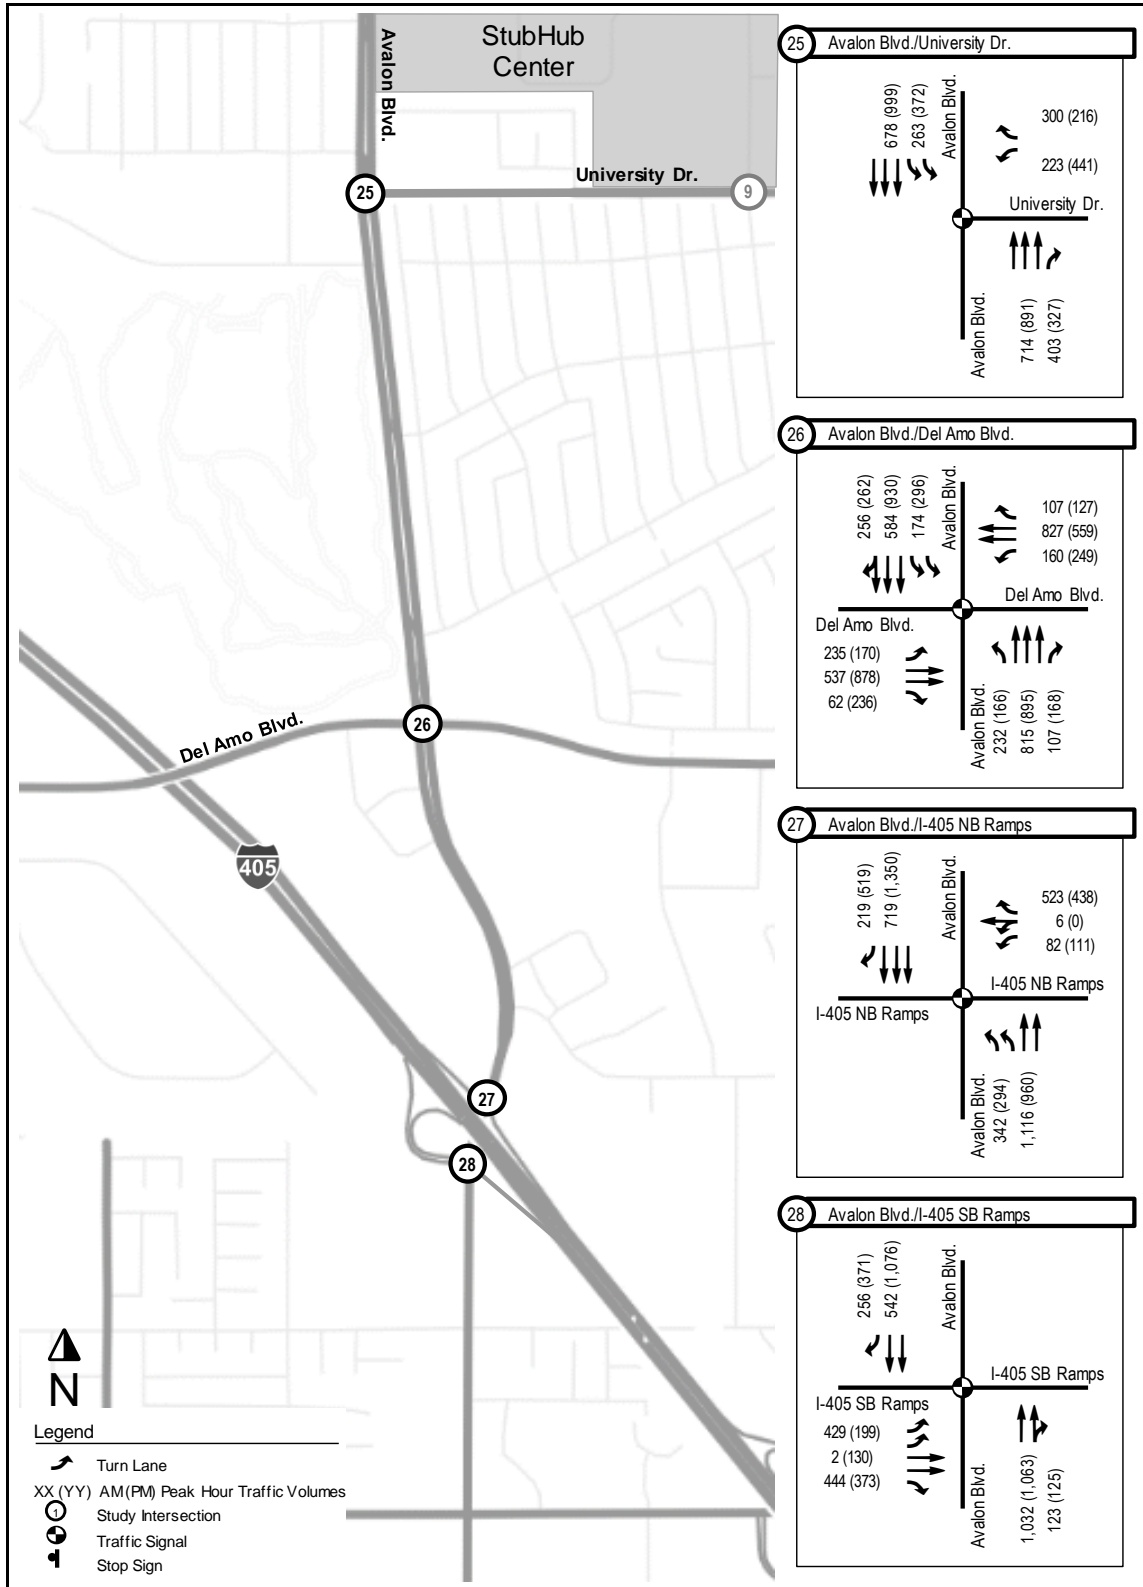 StubHub
Center
Avalon Blvd.
University Dr.
25
9
26
Del Amo Blvd.
405
27
28
N
Legend
Turn Lane
XX (YY) AM(PM) Peak Hour Traffic Volumes
1 Study Intersection
Traffic Signal
Stop Sign
25 Avalon Blvd./University Dr.
678 (999)
263 (372)
Avalon Blvd.
300 (216)
223 (441)
University Dr.
Avalon Blvd.
714 (891)
403 (327)
26 Avalon Blvd./Del Amo Blvd.
256 (262)
584 (930)
174 (296)
Avalon Blvd.
107 (127)
827 (559)
160 (249)
Del Amo Blvd.
Del Amo Blvd.
235 (170)
537 (878)
62 (236)
Avalon Blvd.
232 (166)
815 (895)
107 (168)
27 Avalon Blvd./I-405 NB Ramps
219 (519)
719 (1,350)
Avalon Blvd.
523 (438)
6 (0)
82 (111)
I-405 NB Ramps
I-405 NB Ramps
Avalon Blvd.
342 (294)
1,116 (960)
28 Avalon Blvd./I-405 SB Ramps
256 (371)
542 (1,076)
Avalon Blvd.
I-405 SB Ramps
I-405 SB Ramps
429 (199)
2 (130)
444 (373)
Avalon Blvd.
1,032 (1,063)
123 (125)